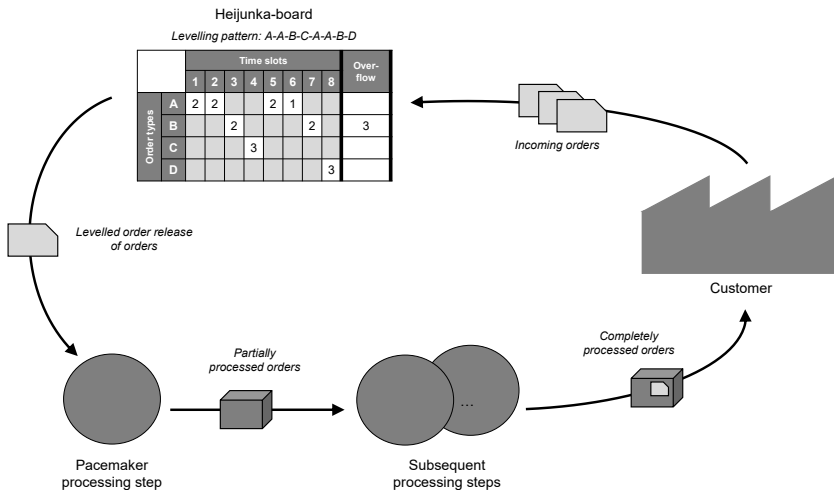 Heijunka-board
Levelling pattern: A-A-B-C-A-A-B-D
Time slots
Over-
flow
1 2 3 4 5 6 7 8
Order types
A 2 2 2 1
B 2 2 3
C 3
D 3
Incoming orders
Levelled order release
of orders
Customer
Partially
processed orders
Completely
processed orders
...
Pacemaker
processing step
Subsequent
processing steps